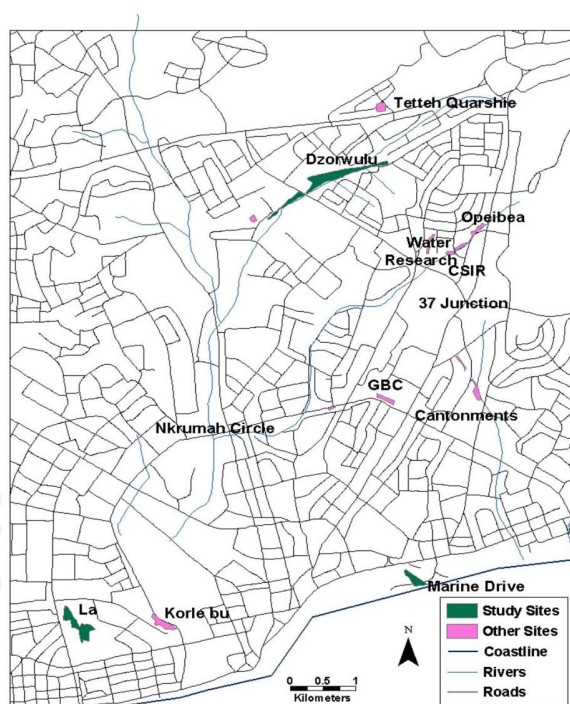 Tetteh Quarshie
Dzorwulu
Opeibea
Water
Research
CSIR
37 Junction
GBC
Cantonments
Nkrumah Circle
Marine Drive
La
Korle bu
Study Sites
Other Sites
Coastline
Rivers
Roads
N
0 0.5 1
Kilometers